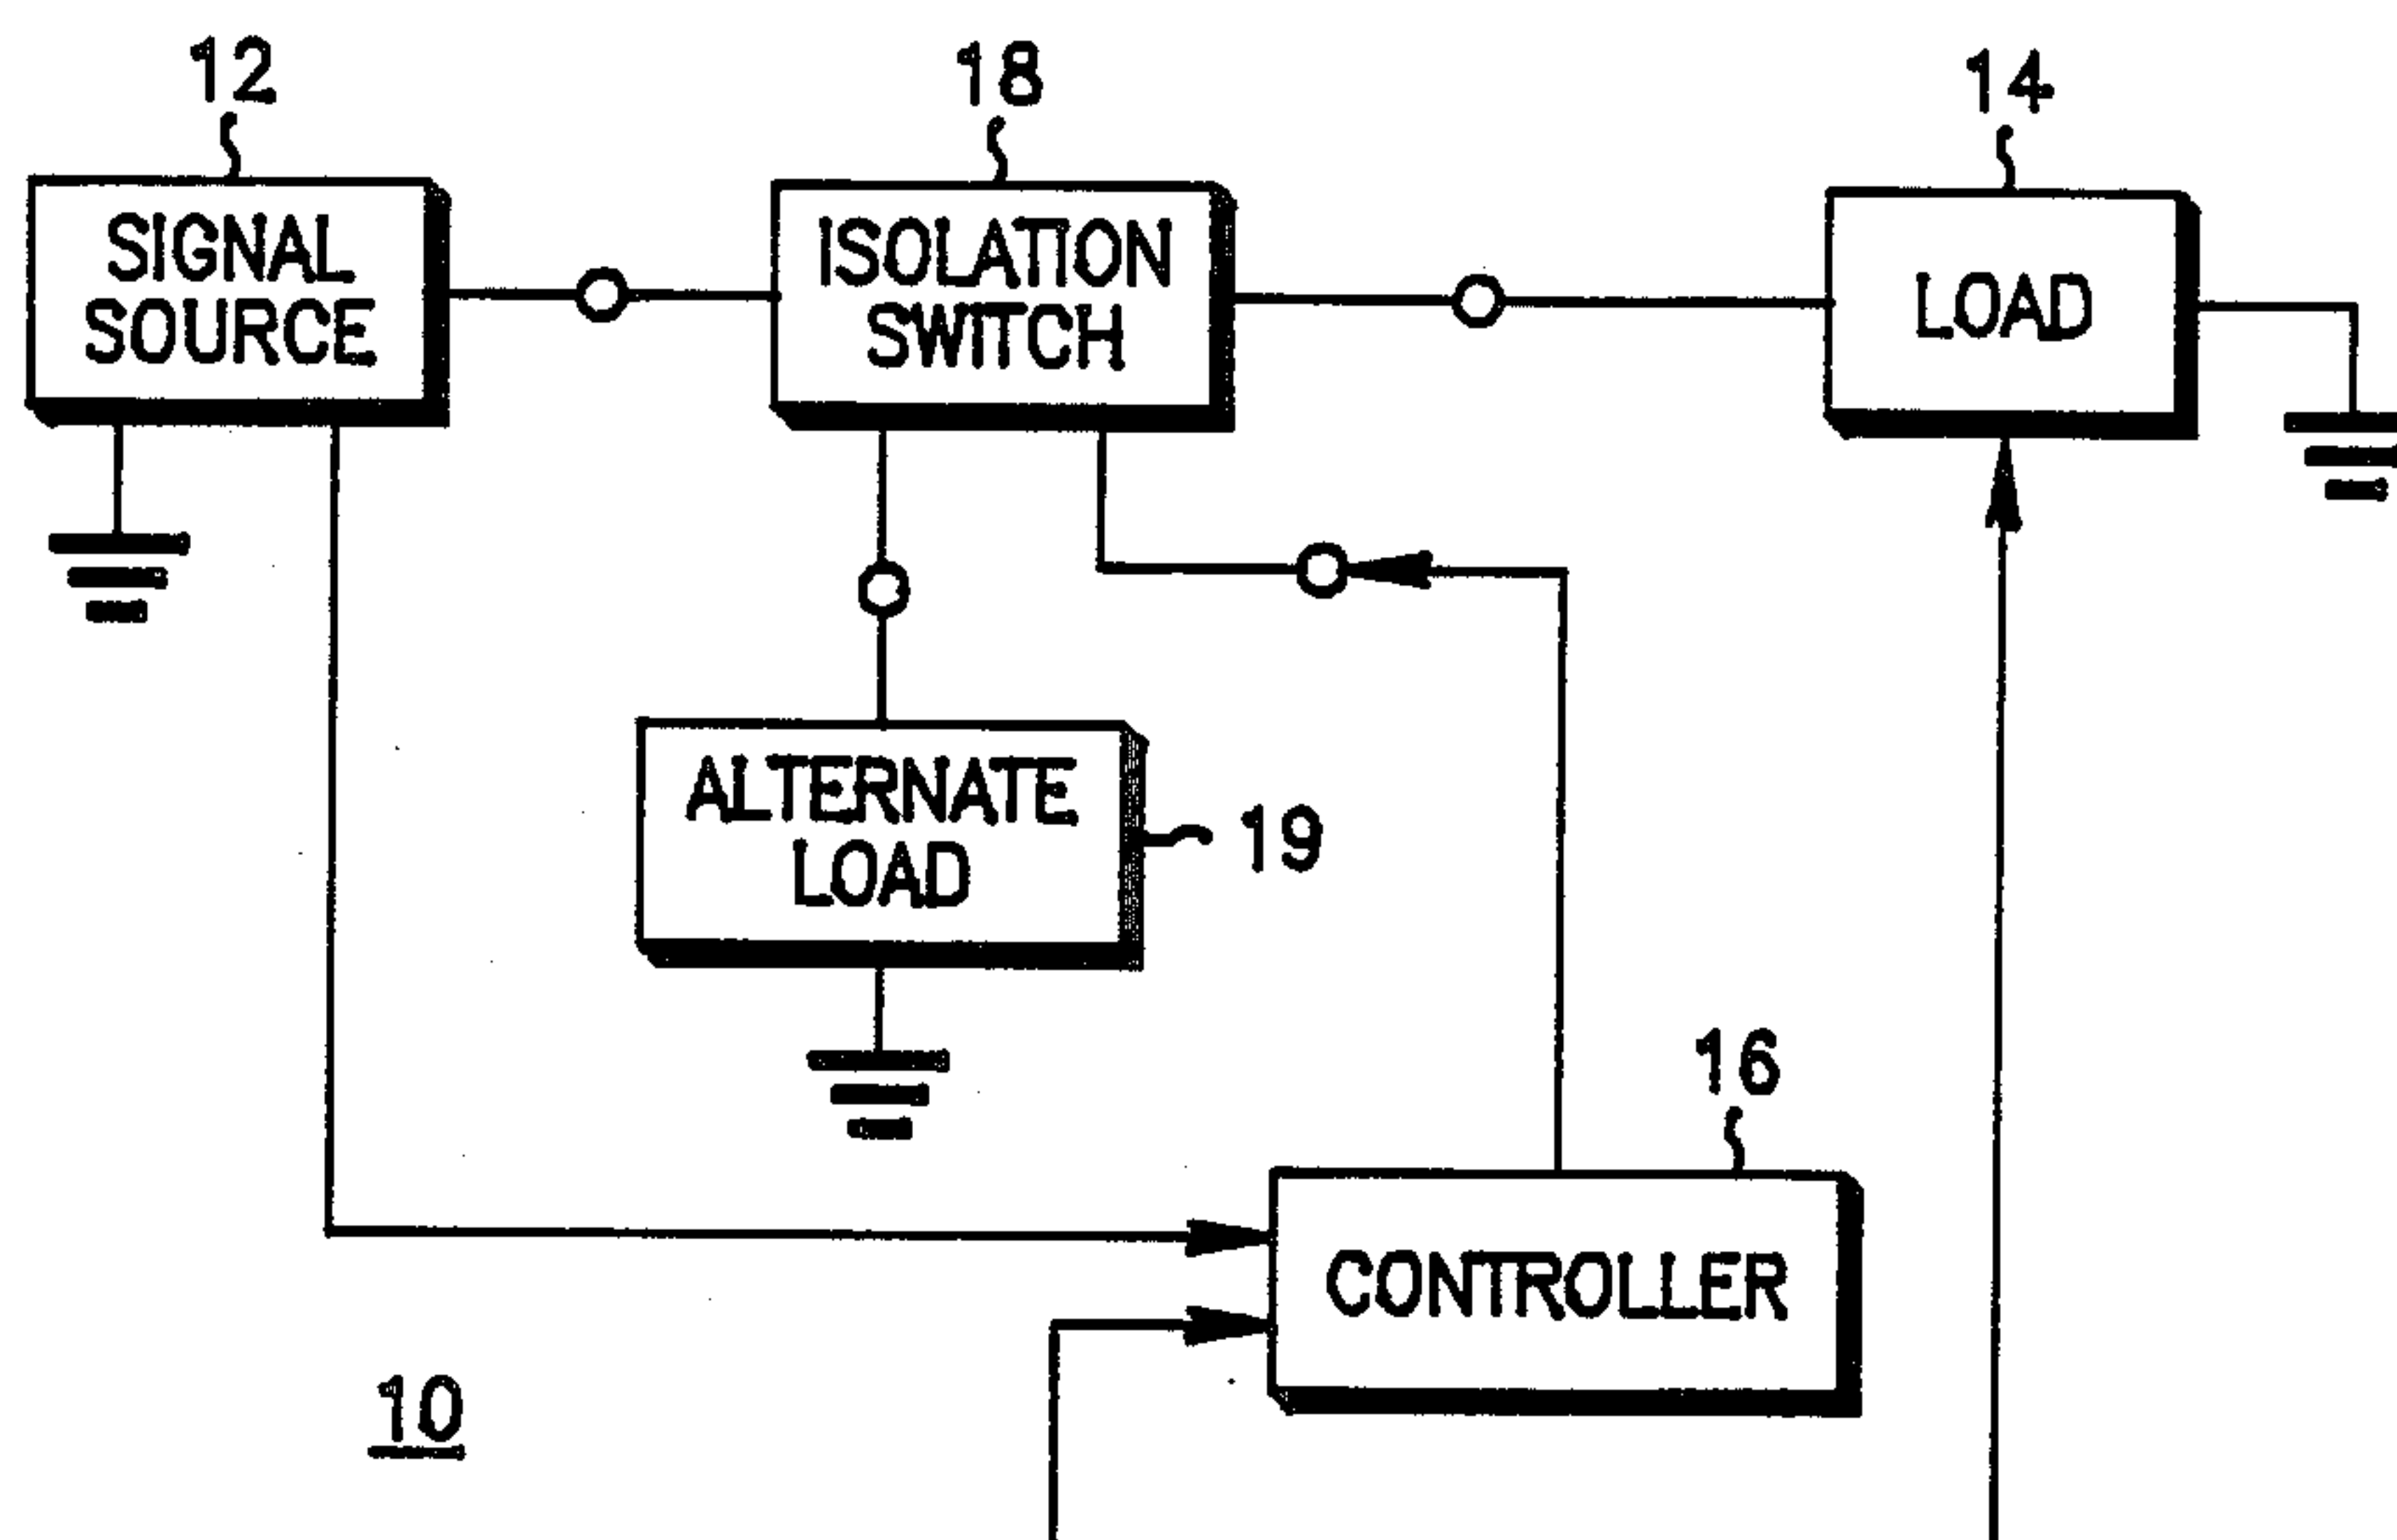 12
18
14
SIGNAL
SOURCE
ISOLATION
SWITCH
LOAD
ALTERNATE
LOAD
19
16
CONTROLLER
10